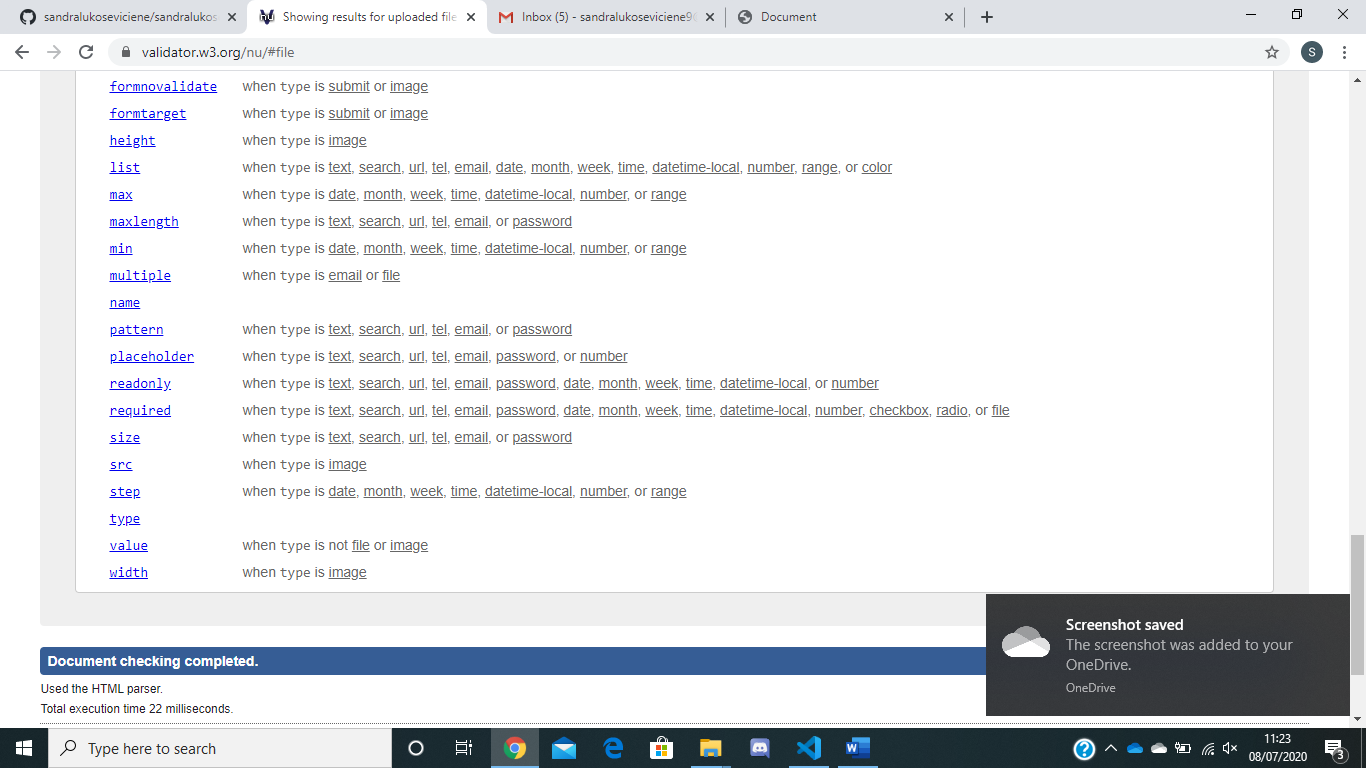 sandralukoseviciene/sandralukos
Showing results for uploaded file
Inbox (5) - sandralukoseviciene9
Document
validator.w3.org/nu/#file
S
formnovalidate when type is submit or image
formtarget when type is submit or image
height when type is image
list when type is text, search, url, tel, email, date, month, week, time, datetime-local, number, range, or color
max when type is date, month, week, time, datetime-local, number, or range
maxlength when type is text, search, url, tel, email, or password
min when type is date, month, week, time, datetime-local, number, or range
multiple when type is email or file
name
pattern when type is text, search, url, tel, email, or password
placeholder when type is text, search, url, tel, email, password, or number
readonly when type is text, search, url, tel, email, password, date, month, week, time, datetime-local, or number
required when type is text, search, url, tel, email, password, date, month, week, time, datetime-local, number, checkbox, radio, or file
size when type is text, search, url, tel, email, or password
src when type is image
step when type is date, month, week, time, datetime-local, number, or range
type
value when type is not file or image
width when type is image
Screenshot saved
The screenshot was added to your
OneDrive.
OneDrive
Document checking completed.
Used the HTML parser.
Total execution time 22 milliseconds.
Type here to search
11:23
08/07/2020
3